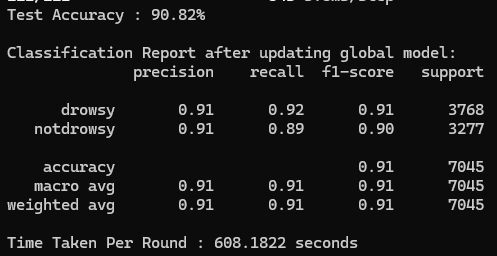 Test Accuracy : 90.82%
Classification Report after updating global model:
precision recall f1-score support
drowsy 0.91 0.92 0.91 3768
notdrowsy 0.91 0.89 0.90 3277
accuracy 0.91 7045
macro avg 0.91 0.91 0.91 7045
weighted avg 0.91 0.91 0.91 7045
Time Taken Per Round : 608.1822 seconds